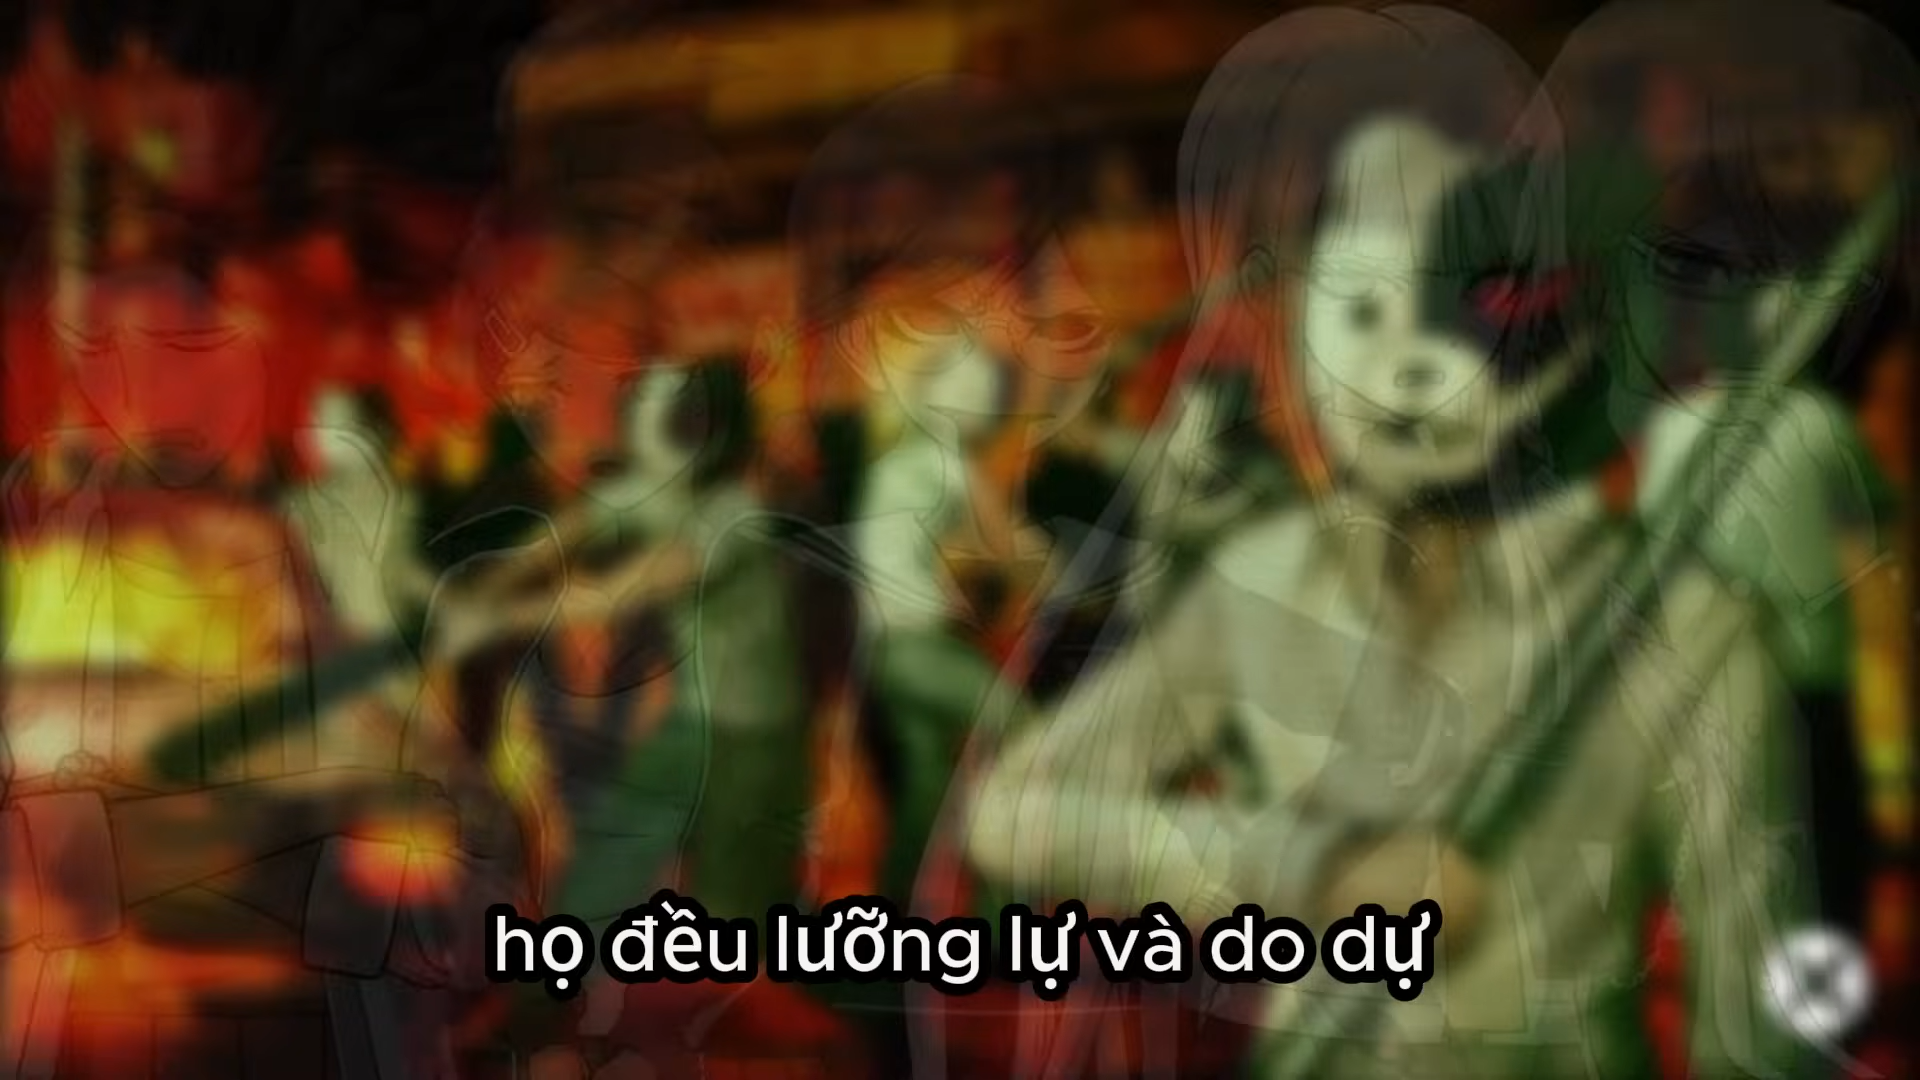 họ đều lưỡng lự và do dự